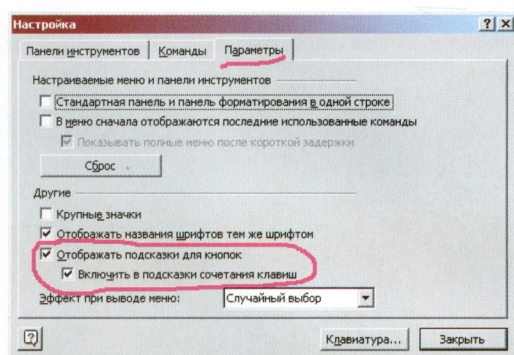 Настройка
Панели инструментов Команды Параметры
Настраиваемые меню и панели инструментов
Стандартная панель и панель форматирования в одной строке
В меню сначала отображаются последние использованные команды
Показывать полные меню после короткой задержки
Сброс
Другие
Крупные значки
Отображать названия шрифтов тем же шрифтом
Отображать подсказки для кнопок
Включить в подсказки сочетания клавиш
Эффект при выводе меню: Случайный выбор
Клавиатура... Закрыть